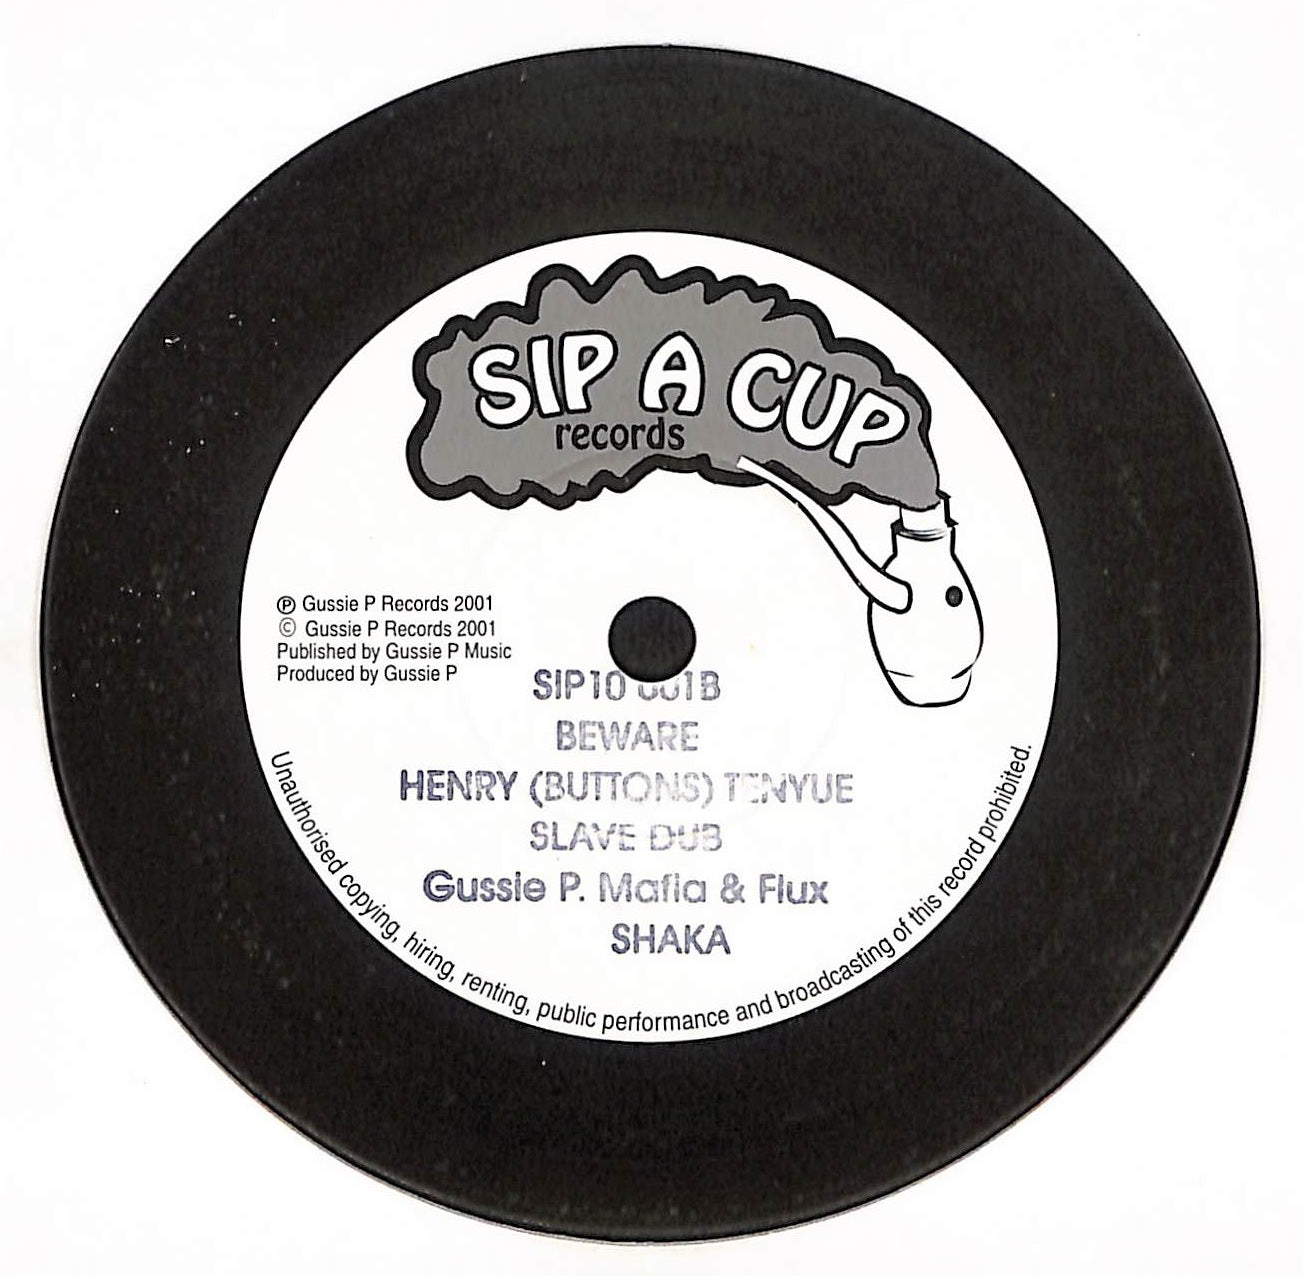 SIP A CUP
records
℗ Gussie P Records 2001
© Gussie P Records 2001
Published by Gussie P Music
Produced by Gussie P
SIP10 001B
BEWARE
HENRY (BUTTONS) TENYUE
SLAVE DUB
Gussie P. Mafia & Flux
SHAKA
Unauthorised copying, hiring, renting, public performance and broadcasting of this record prohibited.